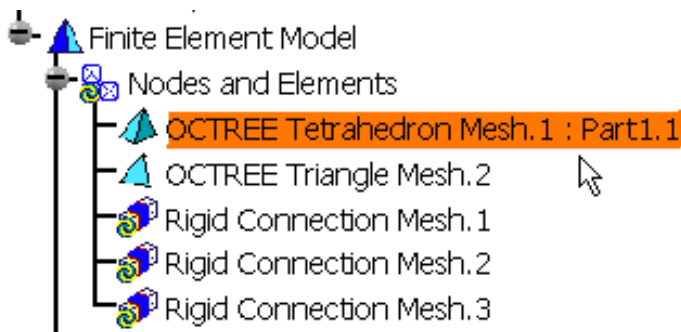 Finite Element Model
Nodes and Elements
OCTREE Tetrahedron Mesh.1 : Part1.1
OCTREE Triangle Mesh.2
Rigid Connection Mesh.1
Rigid Connection Mesh.2
Rigid Connection Mesh.3